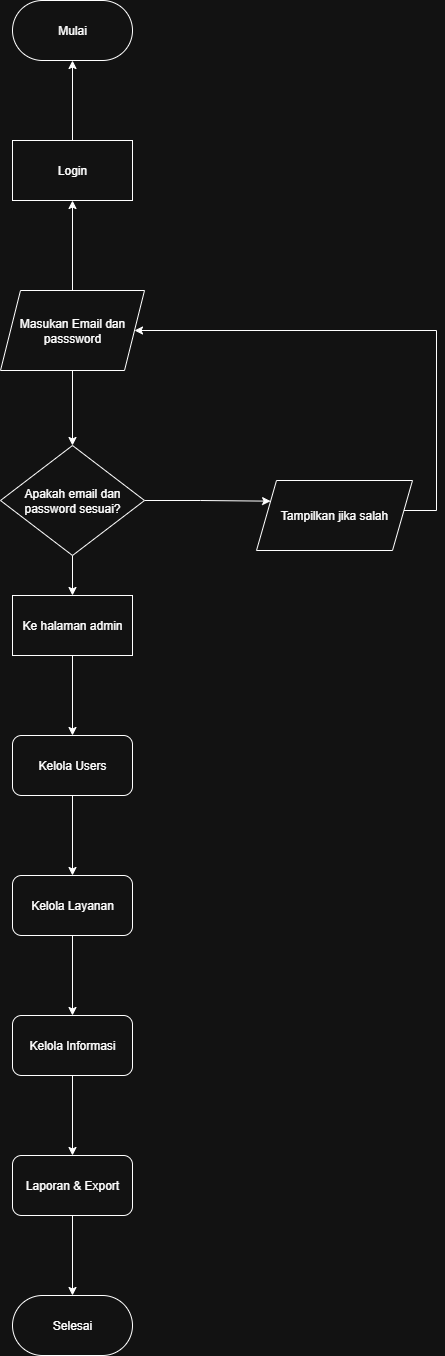 Mulai
Login
Masukan Email dan
passsword
Apakah email dan
password sesuai?
Tampilkan jika salah
Ke halaman admin
Kelola Users
Kelola Layanan
Kelola Informasi
Laporan & Export
Selesai